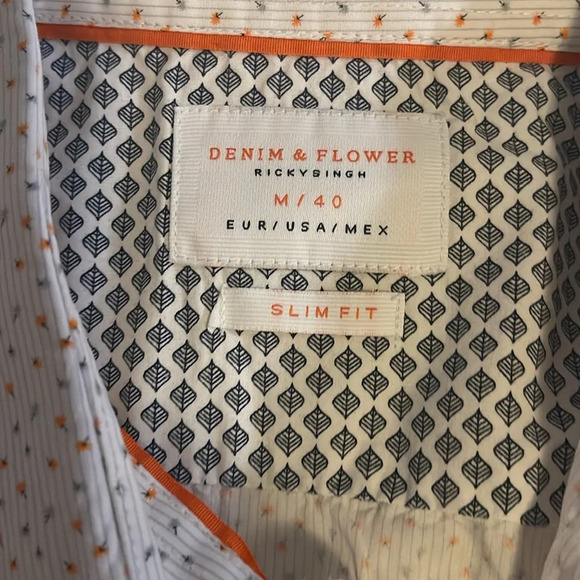 DENIM & FLOWER
RICKYSINGH
M/40
EUR/USA/MEX
SLIM FIT